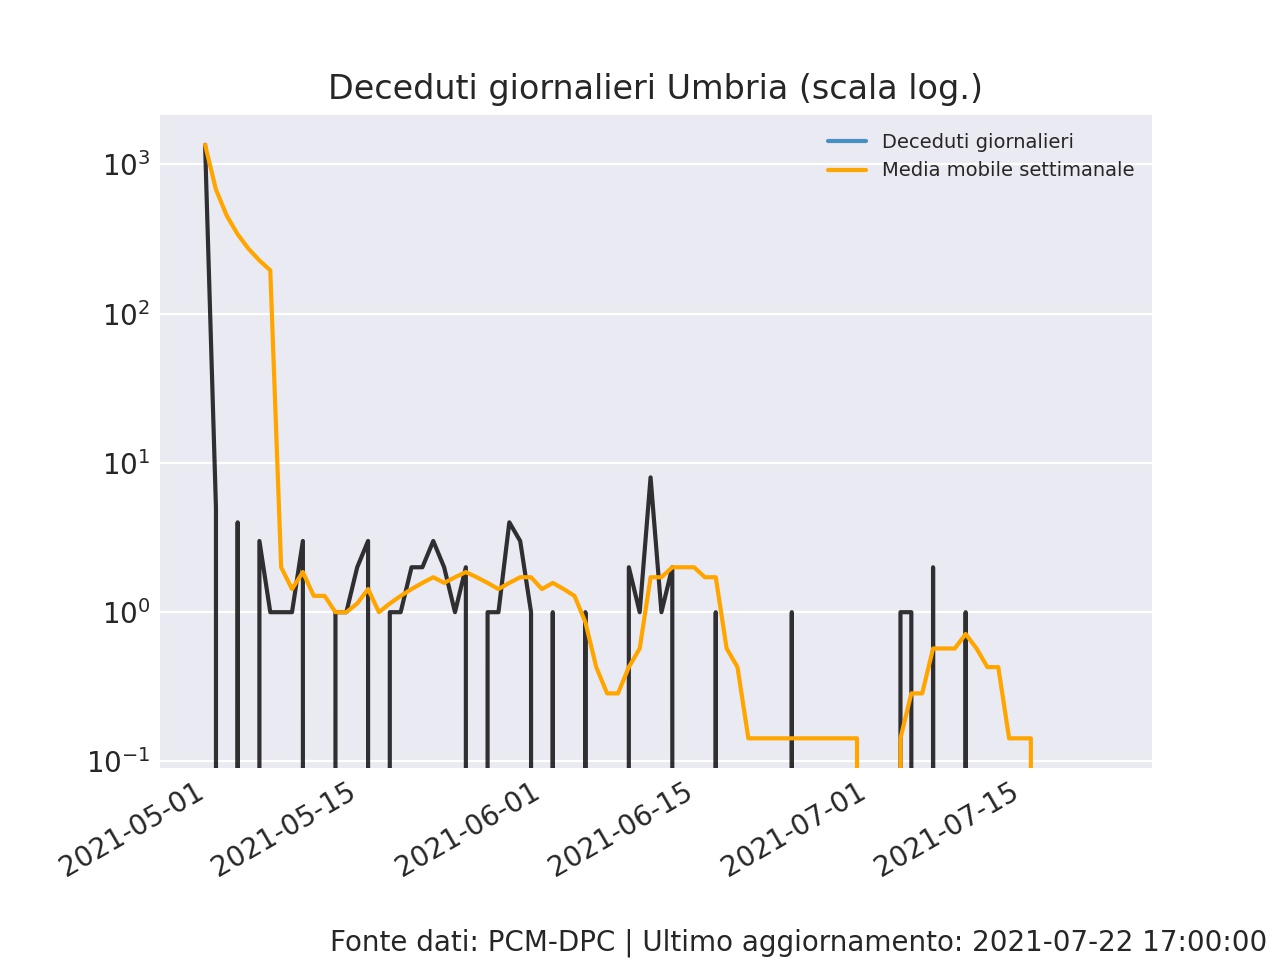 Deceduti giornalieri Umbria (scala log.)
Deceduti giornalieri
Media mobile settimanale
10³
10²
10¹
10⁰
10⁻¹
2021-05-01
2021-05-15
2021-06-01
2021-06-15
2021-07-01
2021-07-15
Fonte dati: PCM-DPC | Ultimo aggiornamento: 2021-07-22 17:00:00